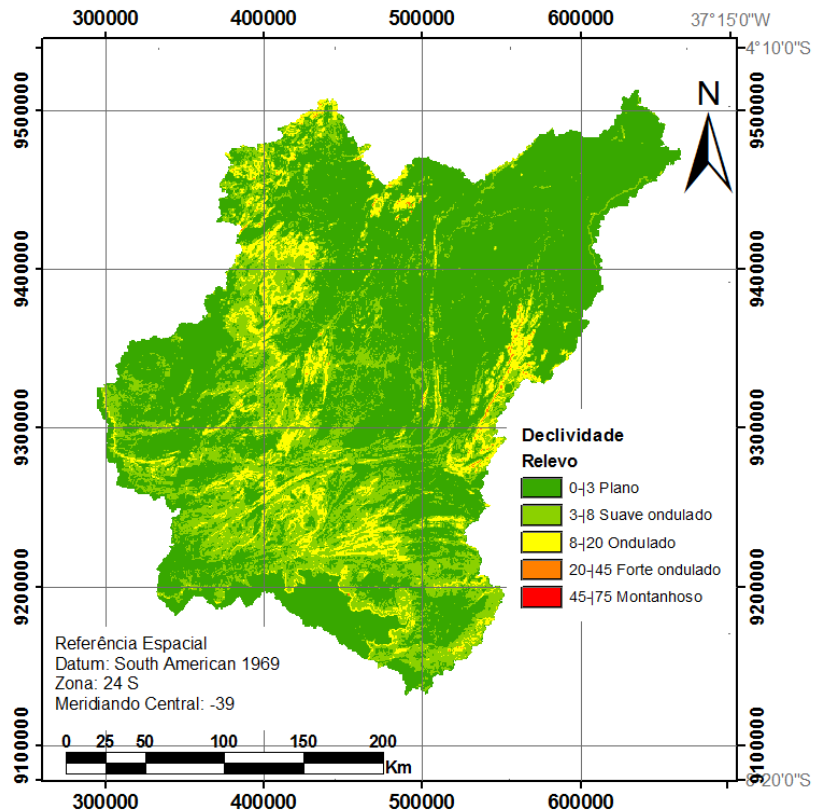 300000 400000 500000 600000 37°15'0"W
4°10'0"S
9500000 9500000
N
9400000 9400000
9300000 9300000
Declividade
Relevo
0-|3 Plano
3-|8 Suave ondulado
8-|20 Ondulado
20-|45 Forte ondulado
45-|75 Montanhoso
9200000 9200000
Referência Espacial
Datum: South American 1969
Zona: 24 S
Meridiando Central: -39
0 25 50 100 150 200
Km
9100000 9100000
8°20'0"S
300000 400000 500000 600000